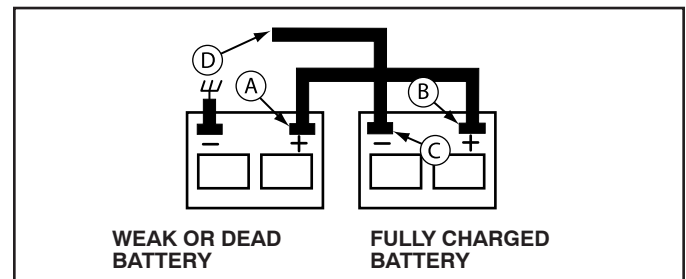 D
A
B
C
− + − +
WEAK OR DEAD
BATTERY
FULLY CHARGED
BATTERY